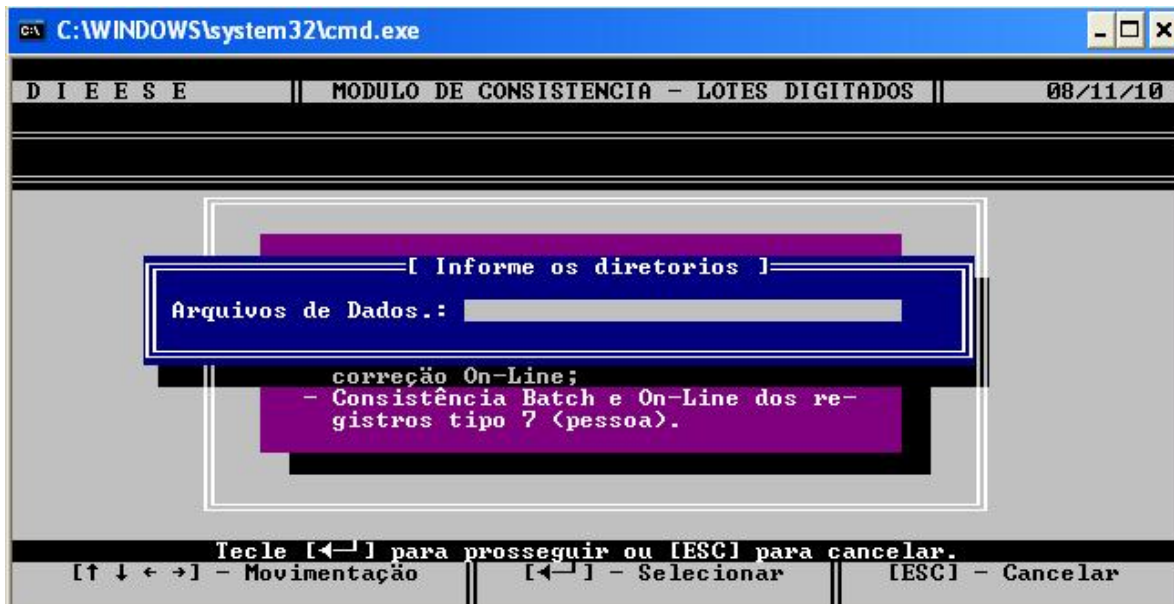 C:\WINDOWS\system32\cmd.exe
D I E E S E MODULO DE CONSISTENCIA - LOTES DIGITADOS 08/11/10
[ Informe os diretorios ]
Arquivos de Dados.:
correçäo On-Line;
- Consistência Batch e On-Line dos re-
gistros tipo 7 (pessoa).
Tecle [◄─┘] para prosseguir ou [ESC] para cancelar.
[↑ ↓ ← →] - Movimentaçäo [◄─┘] - Selecionar [ESC] - Cancelar